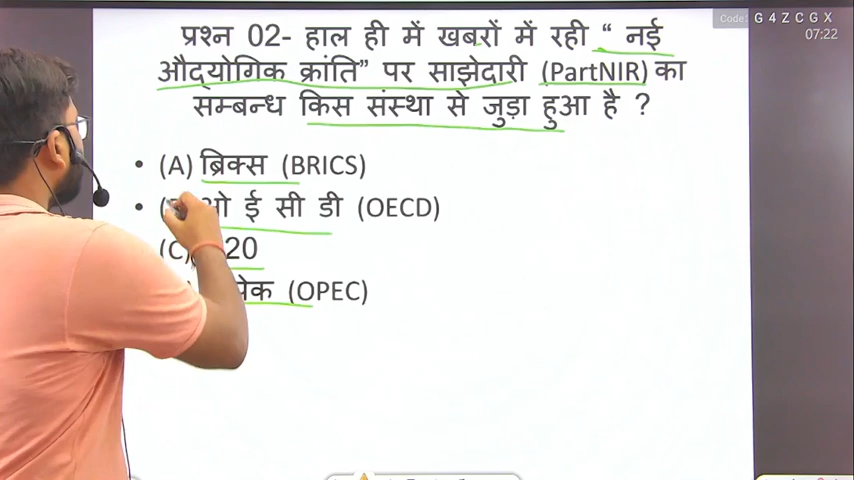 Code: G4ZCGX
07:22
प्रश्न 02- हाल ही में खबरों में रही “ नई
औद्योगिक क्रांति” पर साझेदारी (PartNIR) का
सम्बन्ध किस संस्था से जुड़ा हुआ है ?
• (A) ब्रिक्स (BRICS)
• ओ ई सी डी (OECD)
(C) 20
(OPEC)